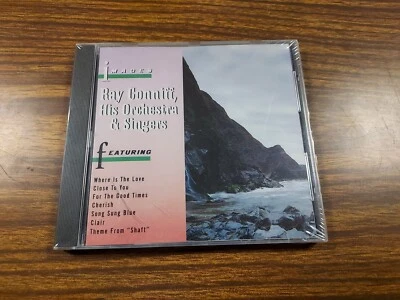 images
Ray Conniff,
His Orchestra
& Singers
featuring
Where Is The Love
Close To You
For The Good Times
Cherish
Song Sung Blue
Clair
Theme From "Shaft"